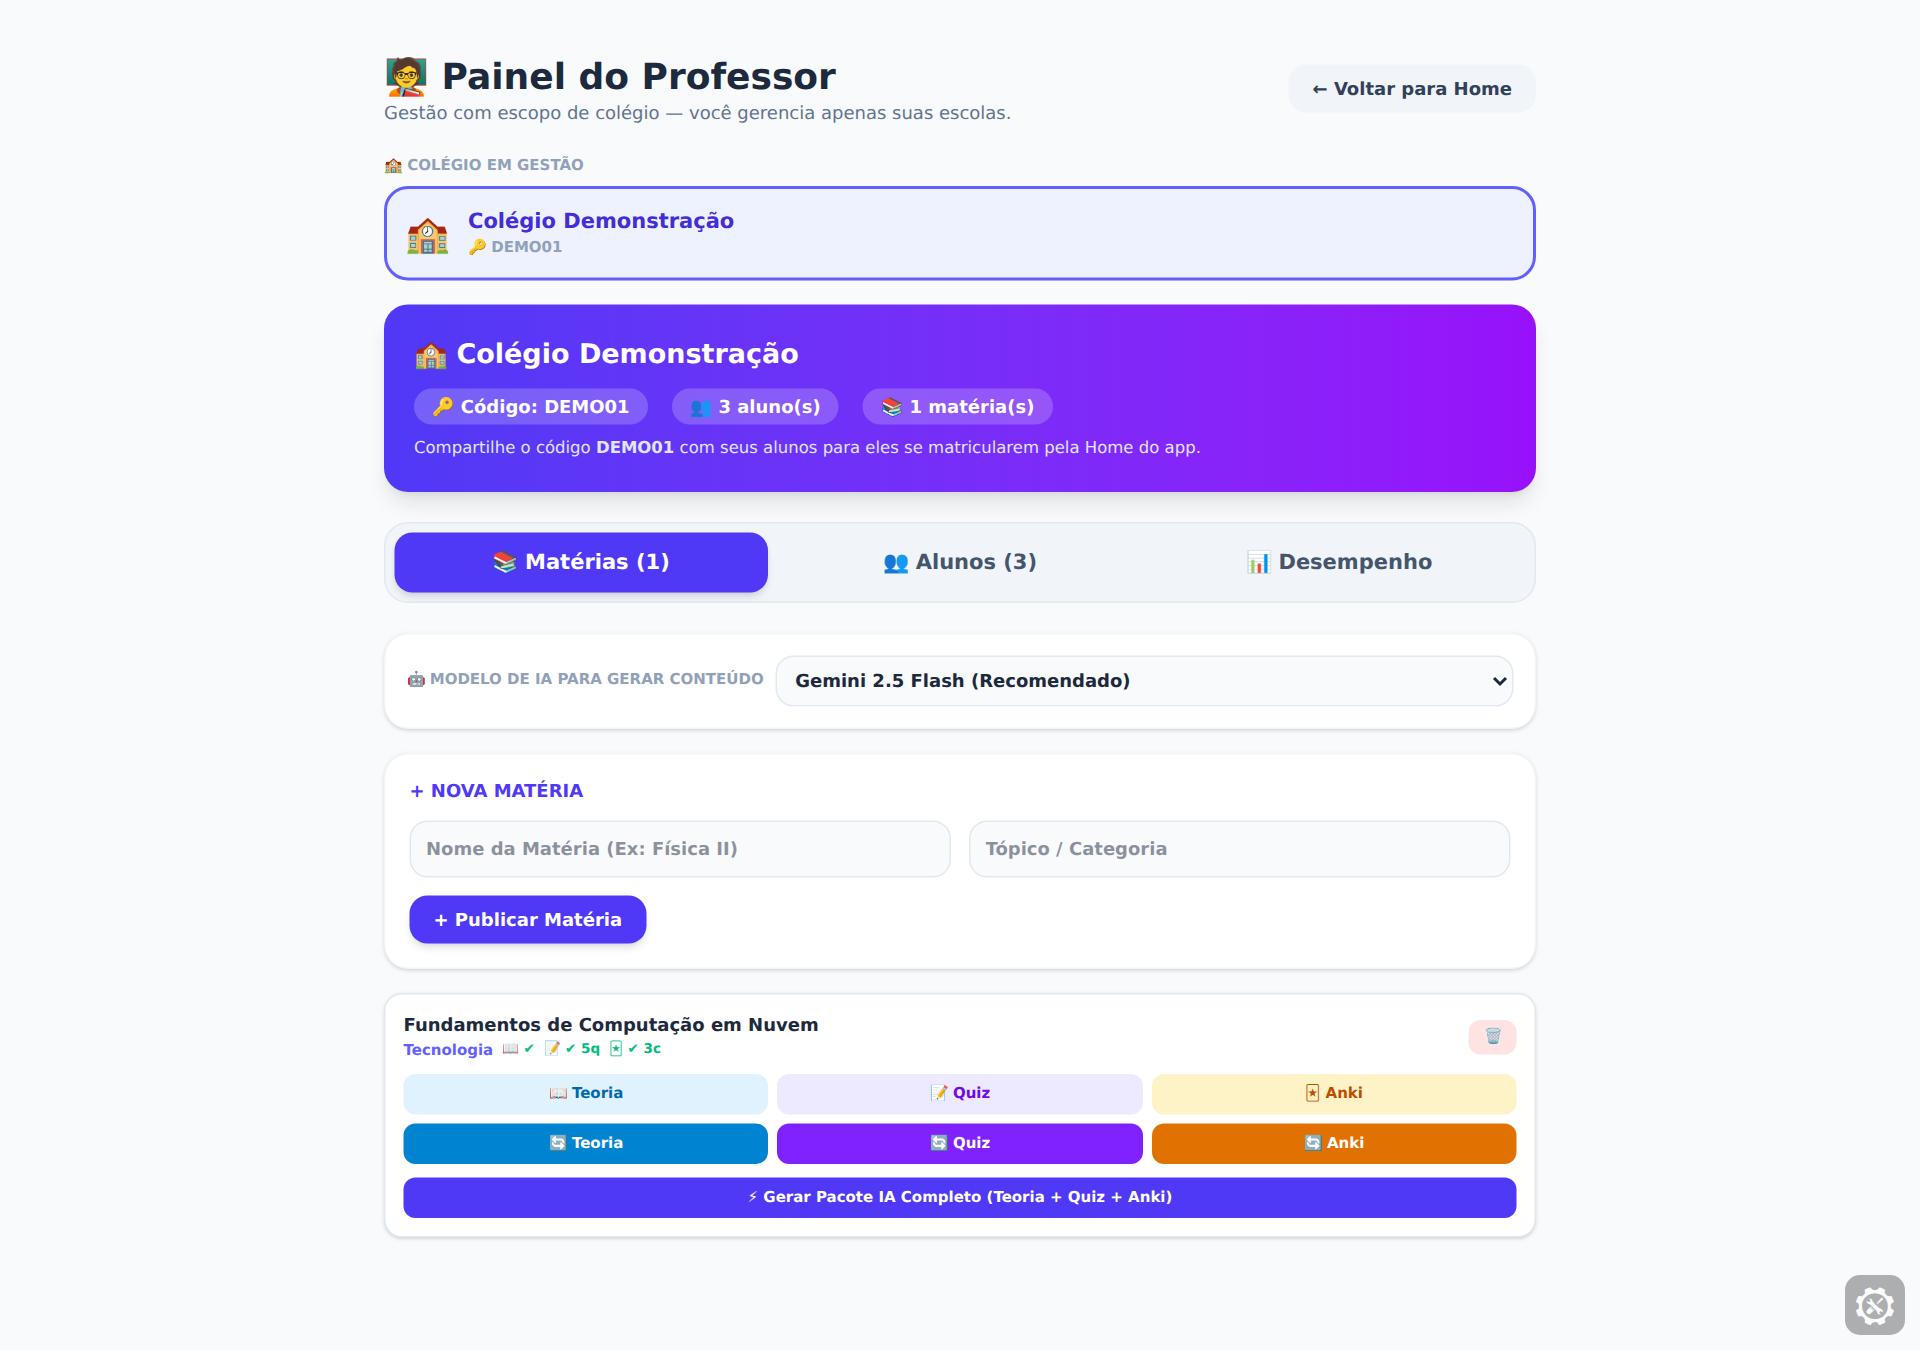 Painel do Professor
Gestão com escopo de colégio — você gerencia apenas suas escolas.
← Voltar para Home
COLÉGIO EM GESTÃO
Colégio Demonstração
DEMO01
Colégio Demonstração
Código: DEMO01
3 aluno(s)
1 matéria(s)
Compartilhe o código DEMO01 com seus alunos para eles se matricularem pela Home do app.
Matérias (1)
Alunos (3)
Desempenho
MODELO DE IA PARA GERAR CONTEÚDO
Gemini 2.5 Flash (Recomendado)
+ NOVA MATÉRIA
Nome da Matéria (Ex: Física II)
Tópico / Categoria
+ Publicar Matéria
Fundamentos de Computação em Nuvem
Tecnologia 📖 ✔ 📝 ✔ 5q 🃏 ✔ 3c
Teoria
Quiz
Anki
Teoria
Quiz
Anki
⚡ Gerar Pacote IA Completo (Teoria + Quiz + Anki)